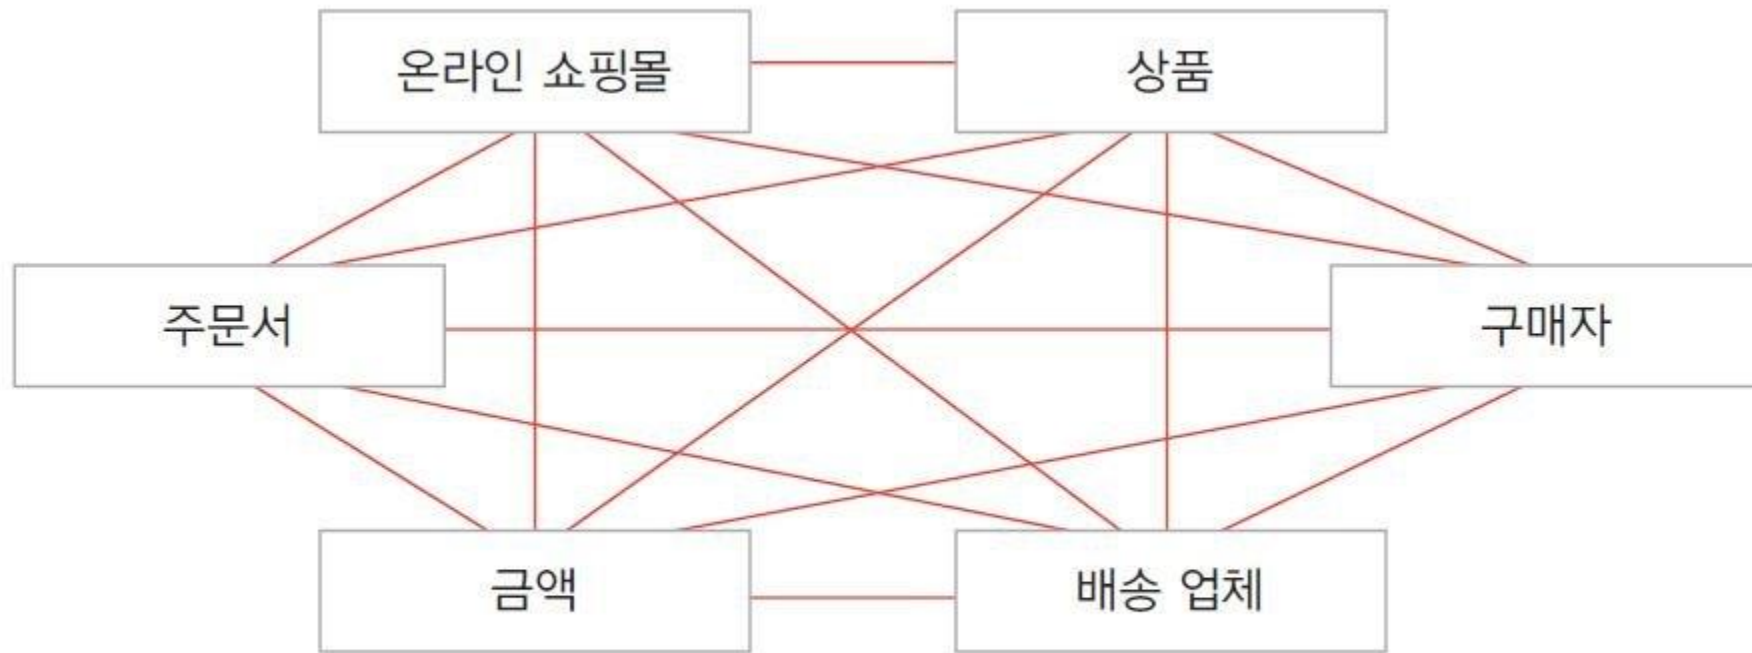 온라인 쇼핑몰
상품
주문서
구매자
금액
배송 업체